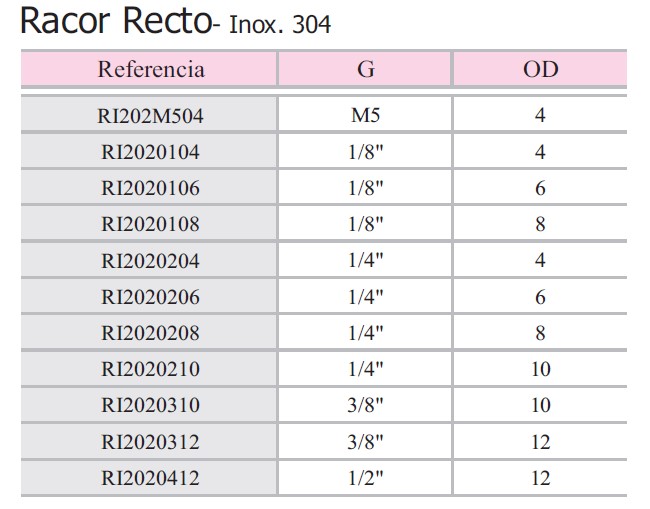 Racor Recto- Inox. 304
Referencia G OD
RI202M504 M5 4
RI2020104 1/8" 4
RI2020106 1/8" 6
RI2020108 1/8" 8
RI2020204 1/4" 4
RI2020206 1/4" 6
RI2020208 1/4" 8
RI2020210 1/4" 10
RI2020310 3/8" 10
RI2020312 3/8" 12
RI2020412 1/2" 12